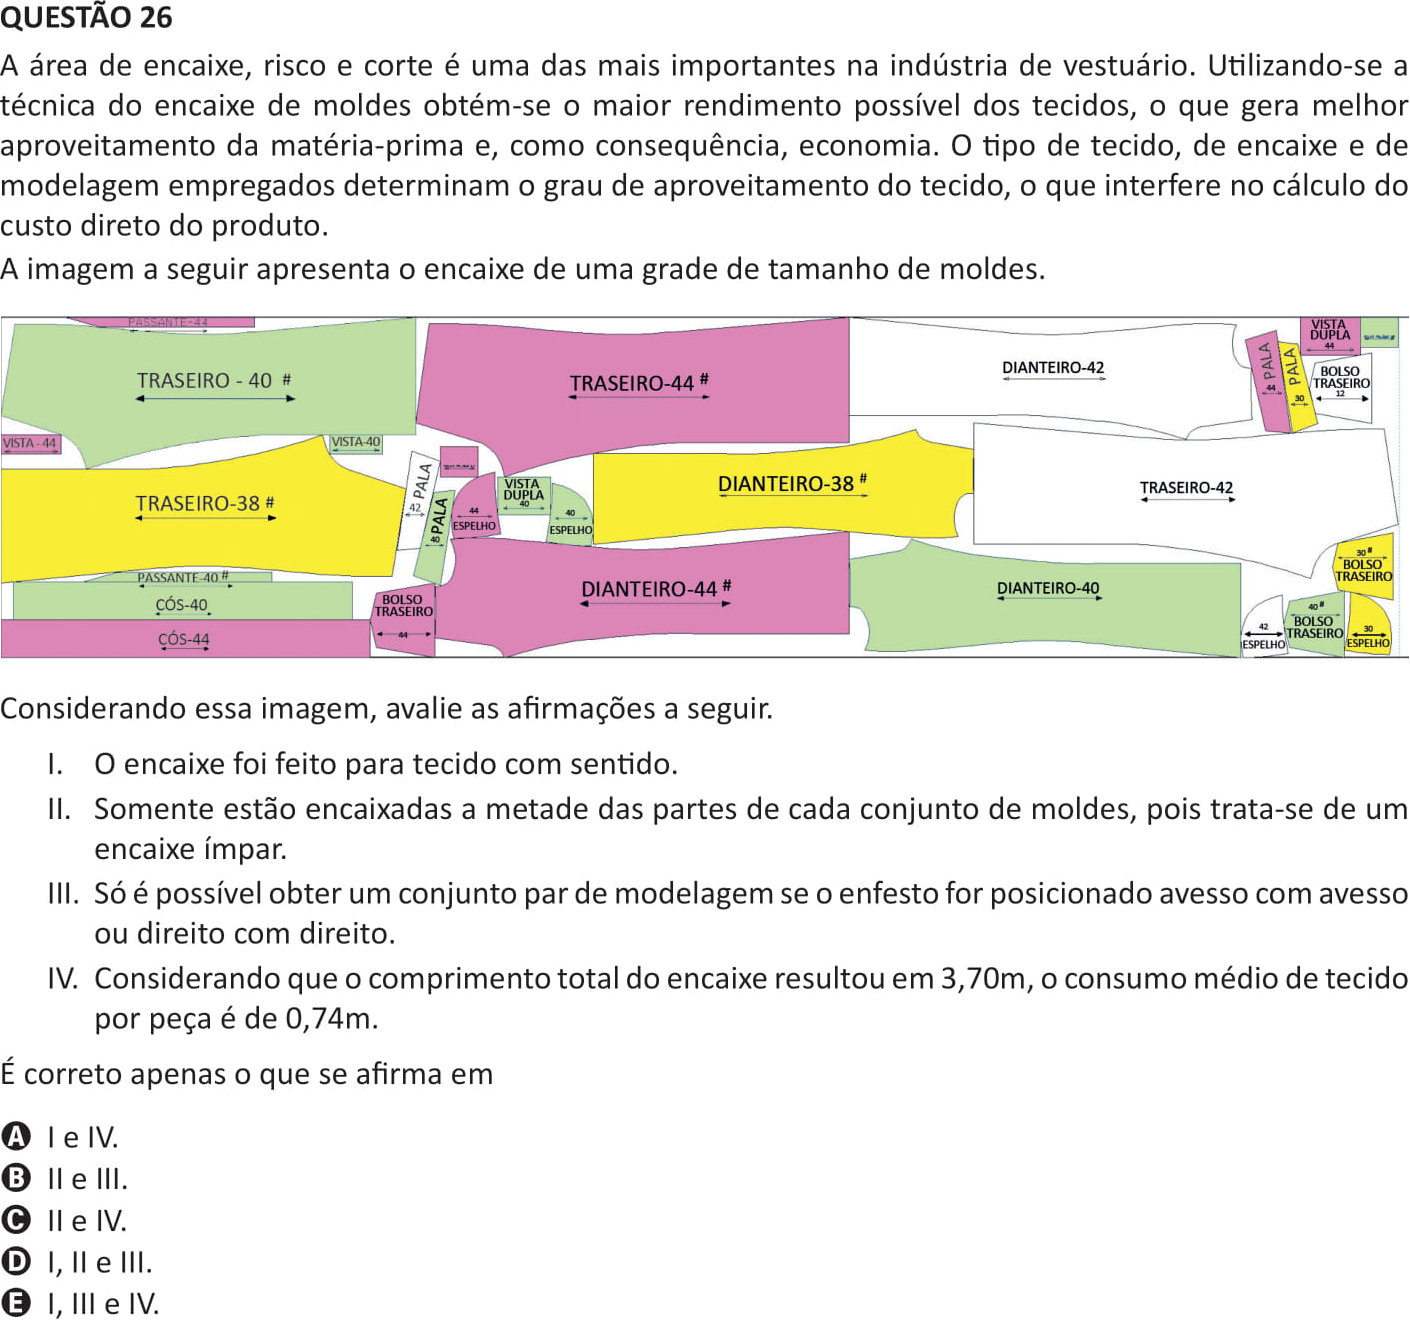 QUESTÃO 26
A área de encaixe, risco e corte é uma das mais importantes na indústria de vestuário. Utilizando-se a
técnica do encaixe de moldes obtém-se o maior rendimento possível dos tecidos, o que gera melhor
aproveitamento da matéria-prima e, como consequência, economia. O tipo de tecido, de encaixe e de
modelagem empregados determinam o grau de aproveitamento do tecido, o que interfere no cálculo do
custo direto do produto.
A imagem a seguir apresenta o encaixe de uma grade de tamanho de moldes.
PASSANTE-44
TRASEIRO - 40 #
TRASEIRO-44 #
DIANTEIRO-42
PALA
44
PALA
30
VISTA
DUPLA
44
BOLSO
TRASEIRO
12
VISTA - 44
VISTA-40
TRASEIRO-38 #
PALA
42
PALA
40
44
ESPELHO
VISTA
DUPLA
40
40
ESPELHO
DIANTEIRO-38 #
TRASEIRO-42
PASSANTE-40 #
CÓS-40
CÓS-44
BOLSO
TRASEIRO
44
DIANTEIRO-44 #
DIANTEIRO-40
30 #
BOLSO
TRASEIRO
42
ESPELHO
40 #
BOLSO
TRASEIRO
30
ESPELHO
Considerando essa imagem, avalie as afirmações a seguir.
I. O encaixe foi feito para tecido com sentido.
II. Somente estão encaixadas a metade das partes de cada conjunto de moldes, pois trata-se de um
encaixe ímpar.
III. Só é possível obter um conjunto par de modelagem se o enfesto for posicionado avesso com avesso
ou direito com direito.
IV. Considerando que o comprimento total do encaixe resultou em 3,70m, o consumo médio de tecido
por peça é de 0,74m.
É correto apenas o que se afirma em
A I e IV.
B II e III.
C II e IV.
D I, II e III.
E I, III e IV.